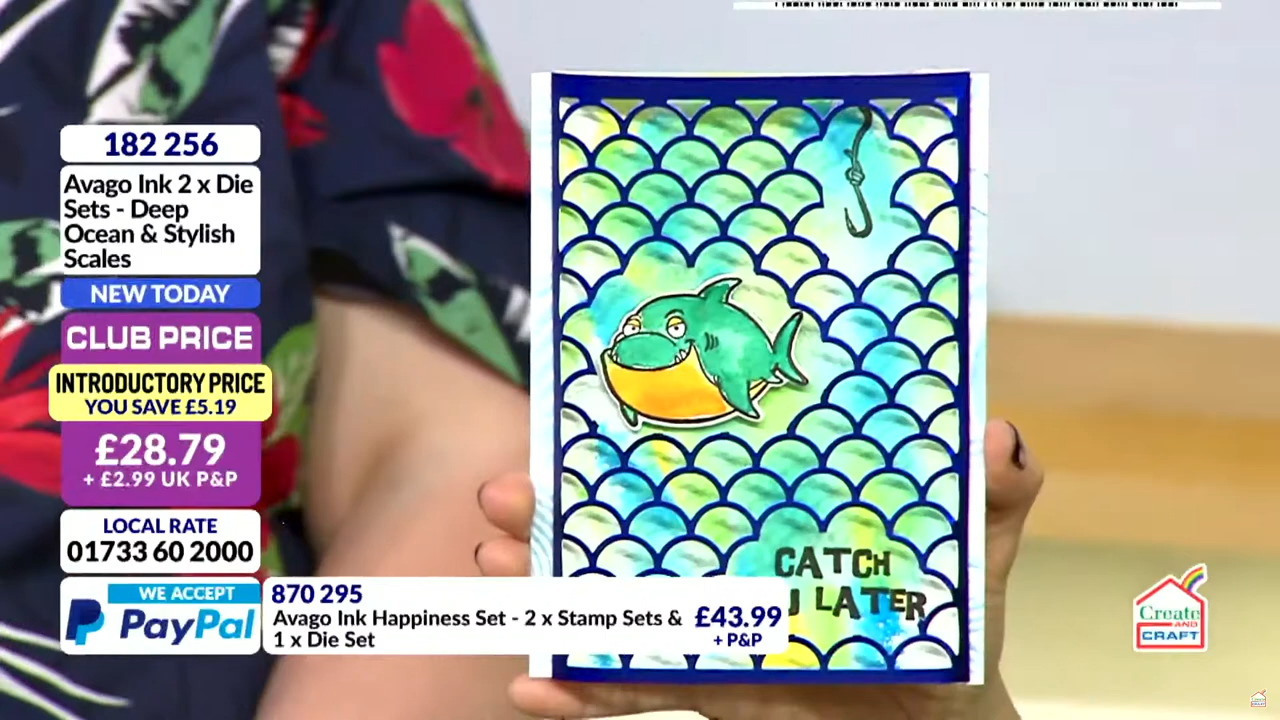 182 256
Avago Ink 2 x Die
Sets - Deep
Ocean & Stylish
Scales
NEW TODAY
CLUB PRICE
INTRODUCTORY PRICE
YOU SAVE £5.19
£28.79
+ £2.99 UK P&P
LOCAL RATE
01733 60 2000
WE ACCEPT
PayPal
870 295
Avago Ink Happiness Set - 2 x Stamp Sets &
1 x Die Set
£43.99
+ P&P
CATCH
LATER
Create
AND
CRAFT